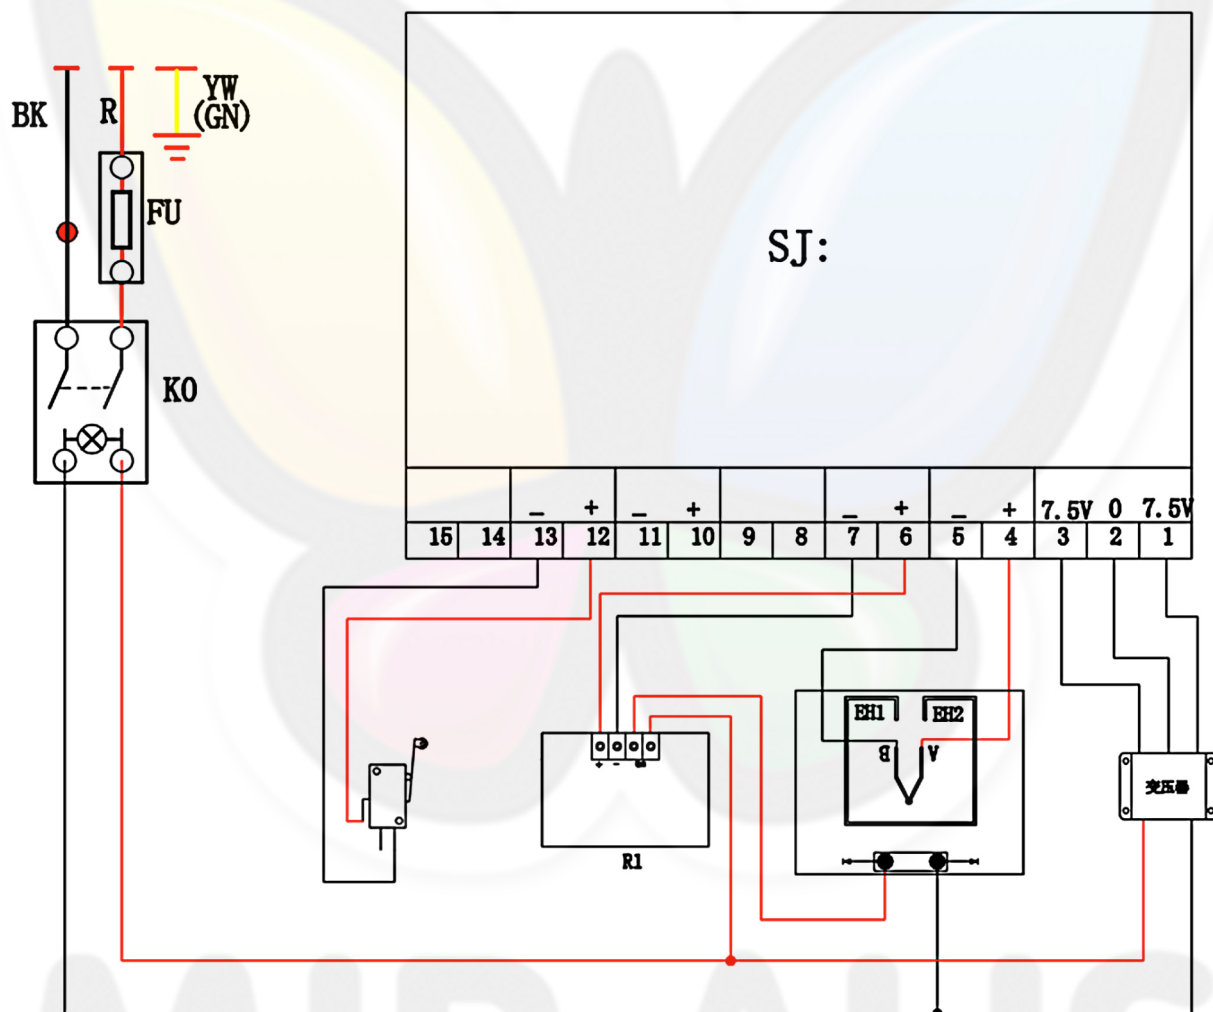 BK
R
YW
(GN)
FU
K0
SJ:
－ + － + － + － + 7.5V 0 7.5V
15 14 13 12 11 10 9 8 7 6 5 4 3 2 1
EH1 EH2
B A
变压器
+ -
R1